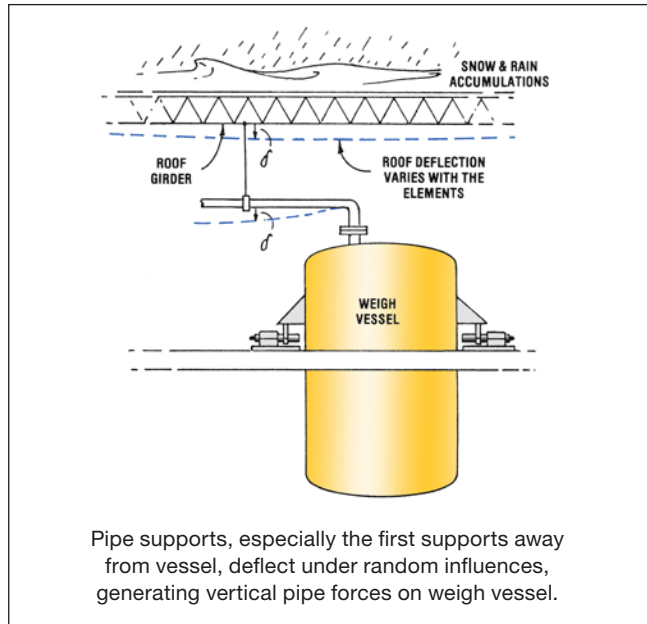 SNOW & RAIN
ACCUMULATIONS
ROOF
GIRDER
δ
ROOF DEFLECTION
VARIES WITH THE
ELEMENTS
δ
WEIGH
VESSEL
Pipe supports, especially the first supports away
from vessel, deflect under random influences,
generating vertical pipe forces on weigh vessel.